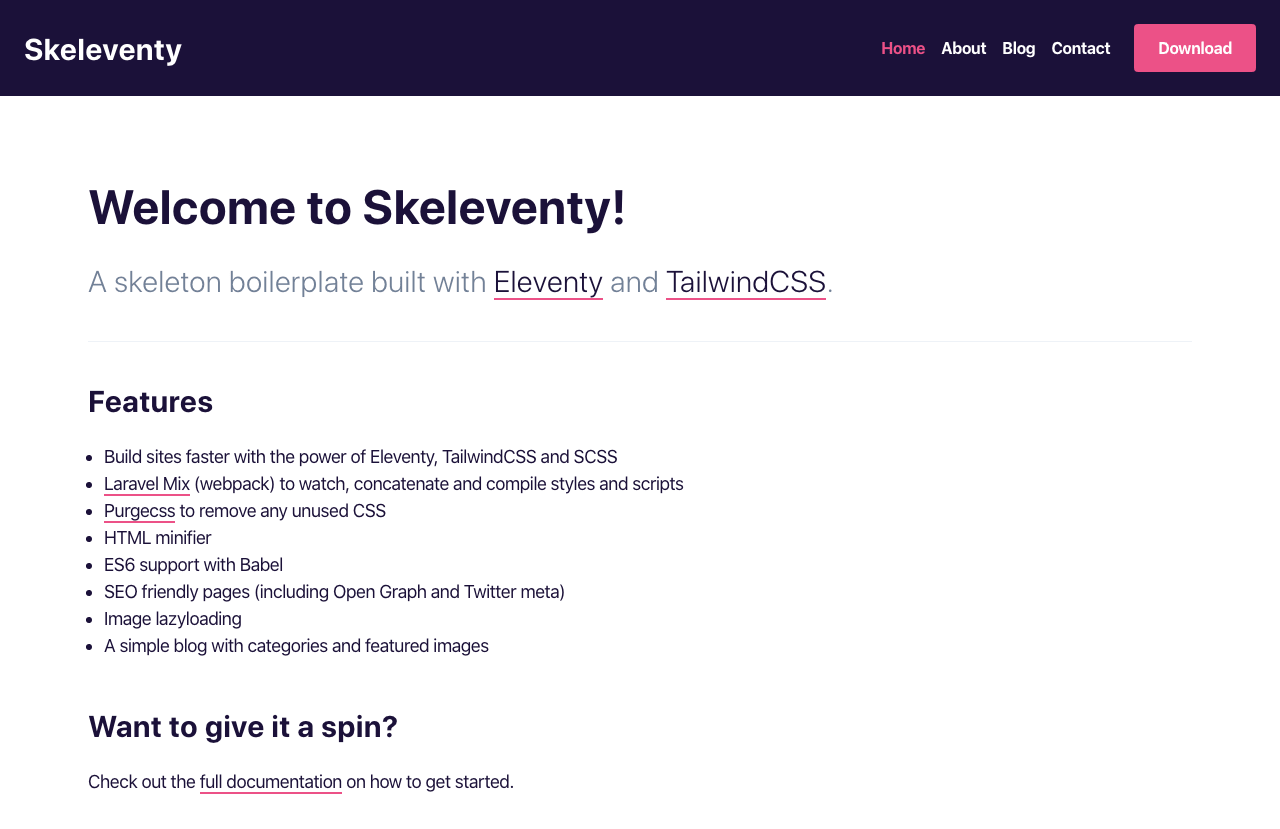 Skeleventy
Home About Blog Contact Download
Welcome to Skeleventy!
A skeleton boilerplate built with Eleventy and TailwindCSS.
Features
Build sites faster with the power of Eleventy, TailwindCSS and SCSS
Laravel Mix (webpack) to watch, concatenate and compile styles and scripts
Purgecss to remove any unused CSS
HTML minifier
ES6 support with Babel
SEO friendly pages (including Open Graph and Twitter meta)
Image lazyloading
A simple blog with categories and featured images
Want to give it a spin?
Check out the full documentation on how to get started.